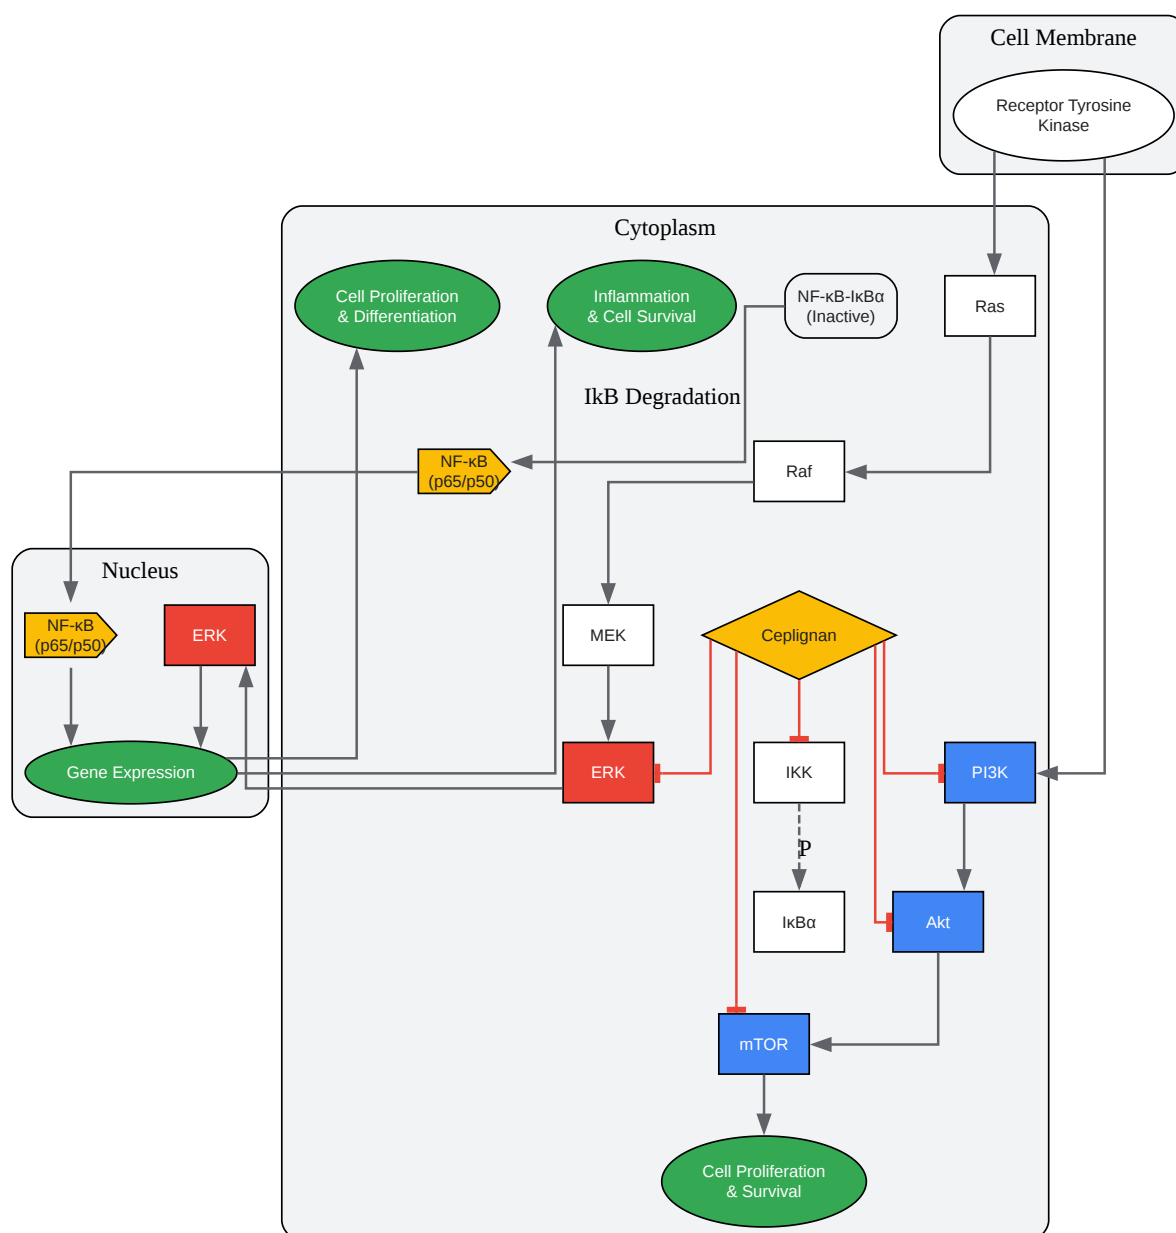 Cell Membrane
Receptor Tyrosine
Kinase
Cytoplasm
Cell Proliferation
& Differentiation
Inflammation
& Cell Survival
NF-κB-IκBα
(Inactive)
Ras
IkB Degradation
NF-κB
(p65/p50)
Raf
Nucleus
NF-κB
(p65/p50)
ERK
MEK
Ceplignan
Gene Expression
ERK
IKK
PI3K
P
IκBα
Akt
mTOR
Cell Proliferation
& Survival